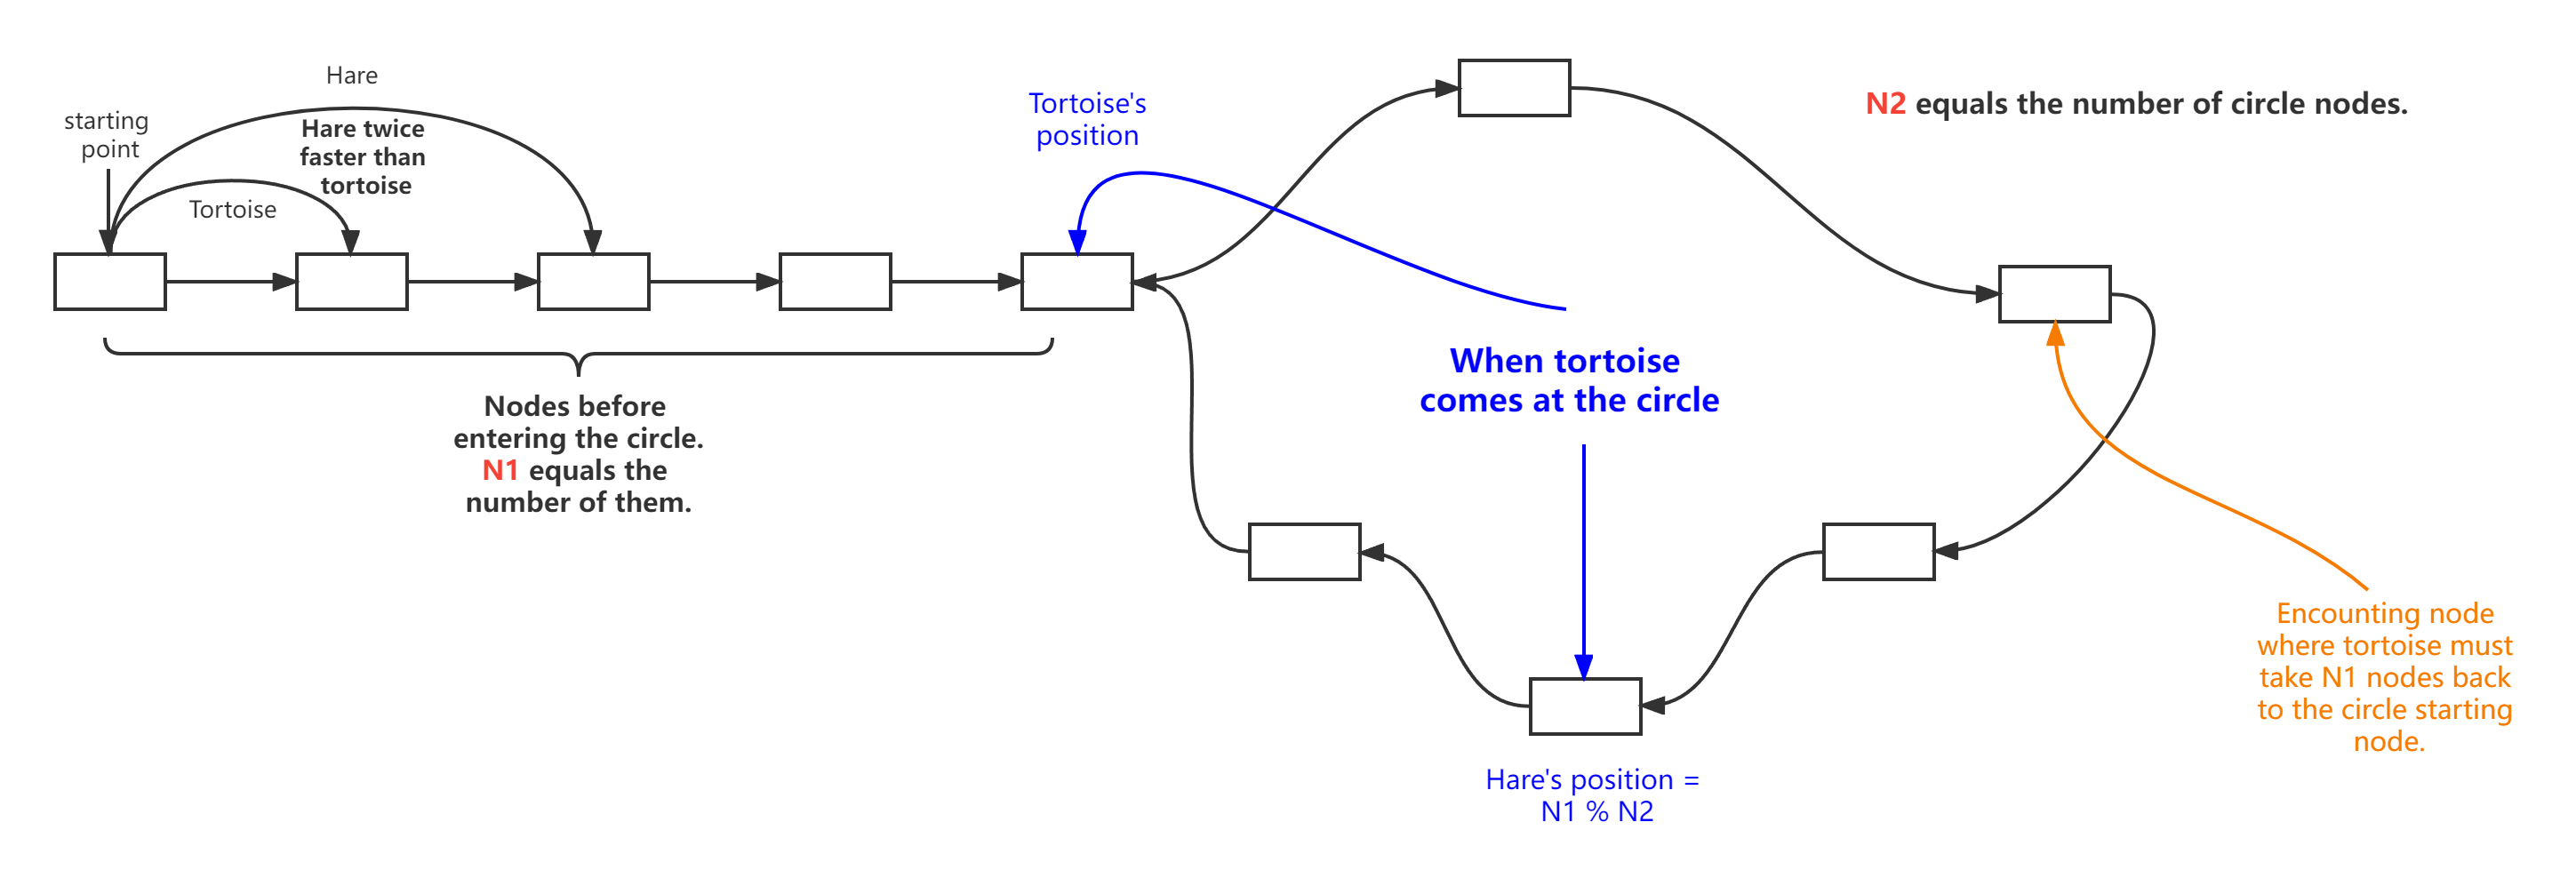 Hare
starting
point
Hare twice
faster than
tortoise
Tortoise
Nodes before
entering the circle.
N1 equals the
number of them.
Tortoise's
position
N2 equals the number of circle nodes.
When tortoise
comes at the circle
Hare's position =
N1 % N2
Encounting node
where tortoise must
take N1 nodes back
to the circle starting
node.